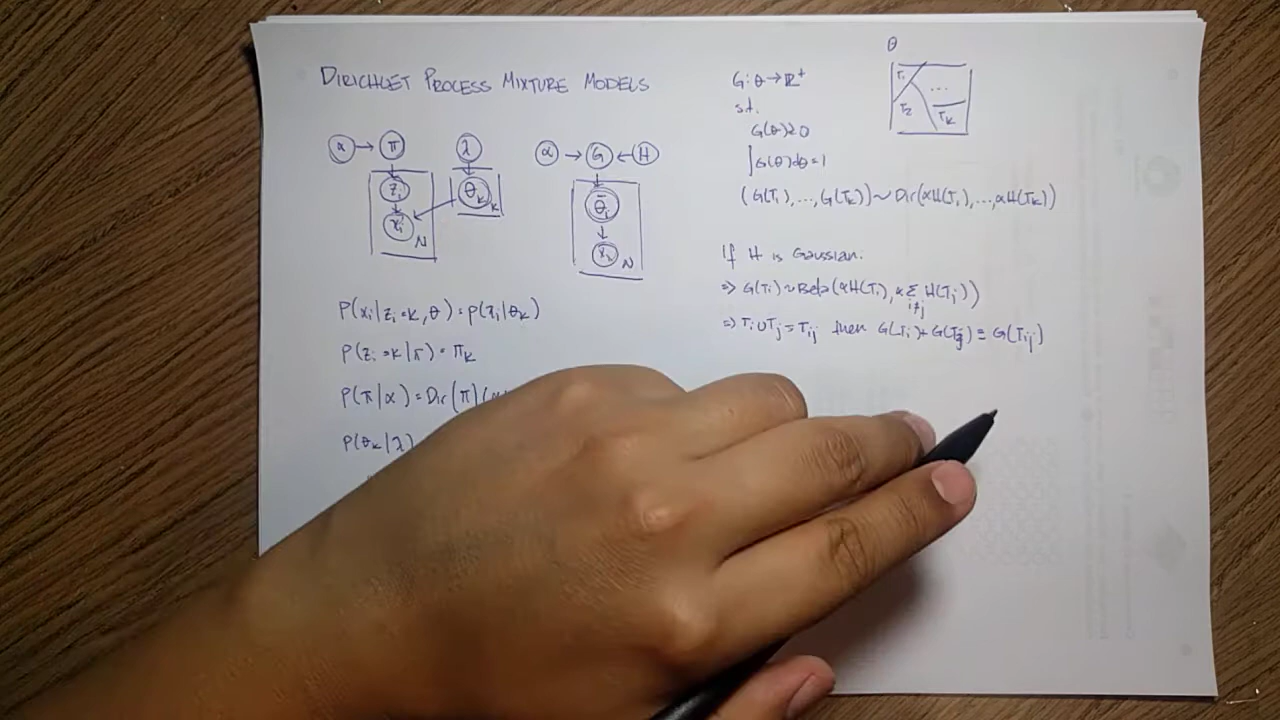 DIRICHLET PROCESS MIXTURE MODELS
α → π
λ
z_i
θ_k K
x_i N
α → G ← H
θ̄_i
x_i N
P(x_i|z_i=k, θ) = P(x_i|θ_k)
P(z_i=k|π) = π_k
P(π|α) = Dir(π|(α
P(θ_k|λ)
G: θ → ℝ⁺
s.t.
G(θ) ≥ 0
∫G(θ)dθ = 1
(G(T_1), ..., G(T_k)) ~ Dir(αH(T_1), ..., αH(T_k))
θ
T_1
...
T_2
T_k
If H is Gaussian.
⇒ G(T_i) ~ Beta(αH(T_i), α Σ_{i≠j} H(T_j))
⇒ T_i ∪ T_j = T_ij then G(T_i) + G(T_j) = G(T_ij)